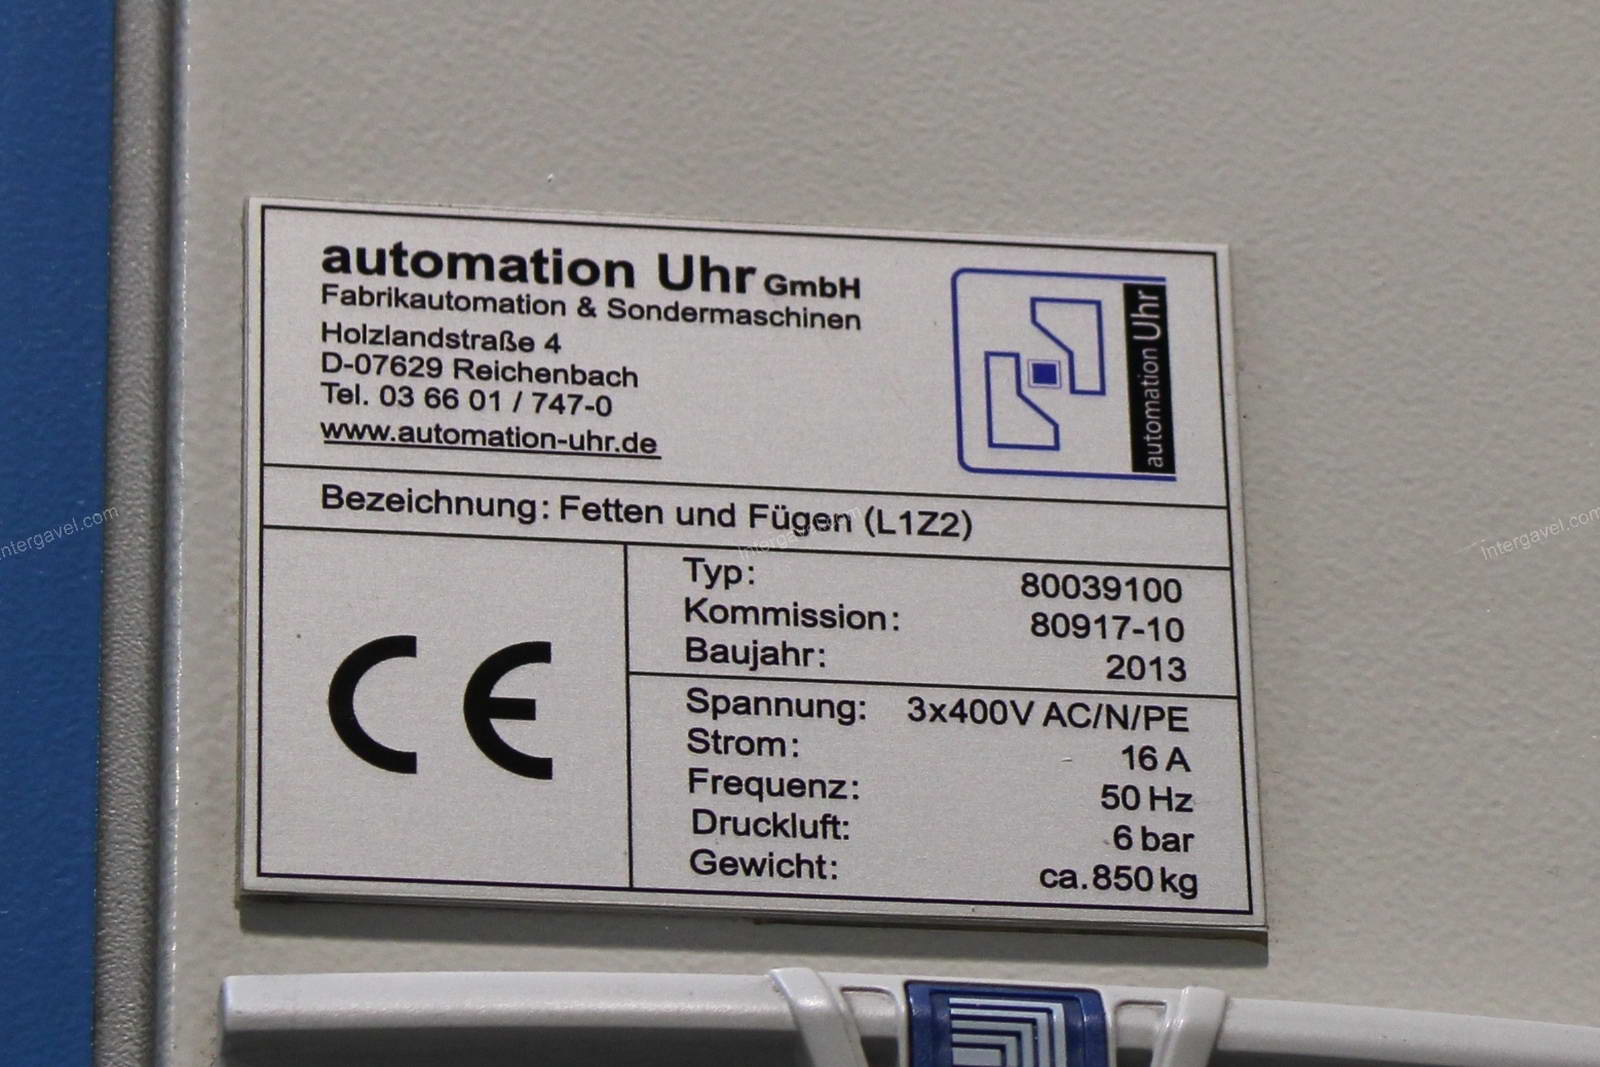 automation Uhr GmbH
Fabrikautomation & Sondermaschinen
Holzlandstraße 4
D-07629 Reichenbach
Tel. 03 66 01 / 747-0
www.automation-uhr.de
automation Uhr
Bezeichnung: Fetten und Fügen (L1Z2)
CE
Typ: 80039100
Kommission: 80917-10
Baujahr: 2013
Spannung: 3x400V AC/N/PE
Strom: 16 A
Frequenz: 50 Hz
Druckluft: 6 bar
Gewicht: ca. 850 kg
Intergavel.com
Intergavel.com
Intergavel.com